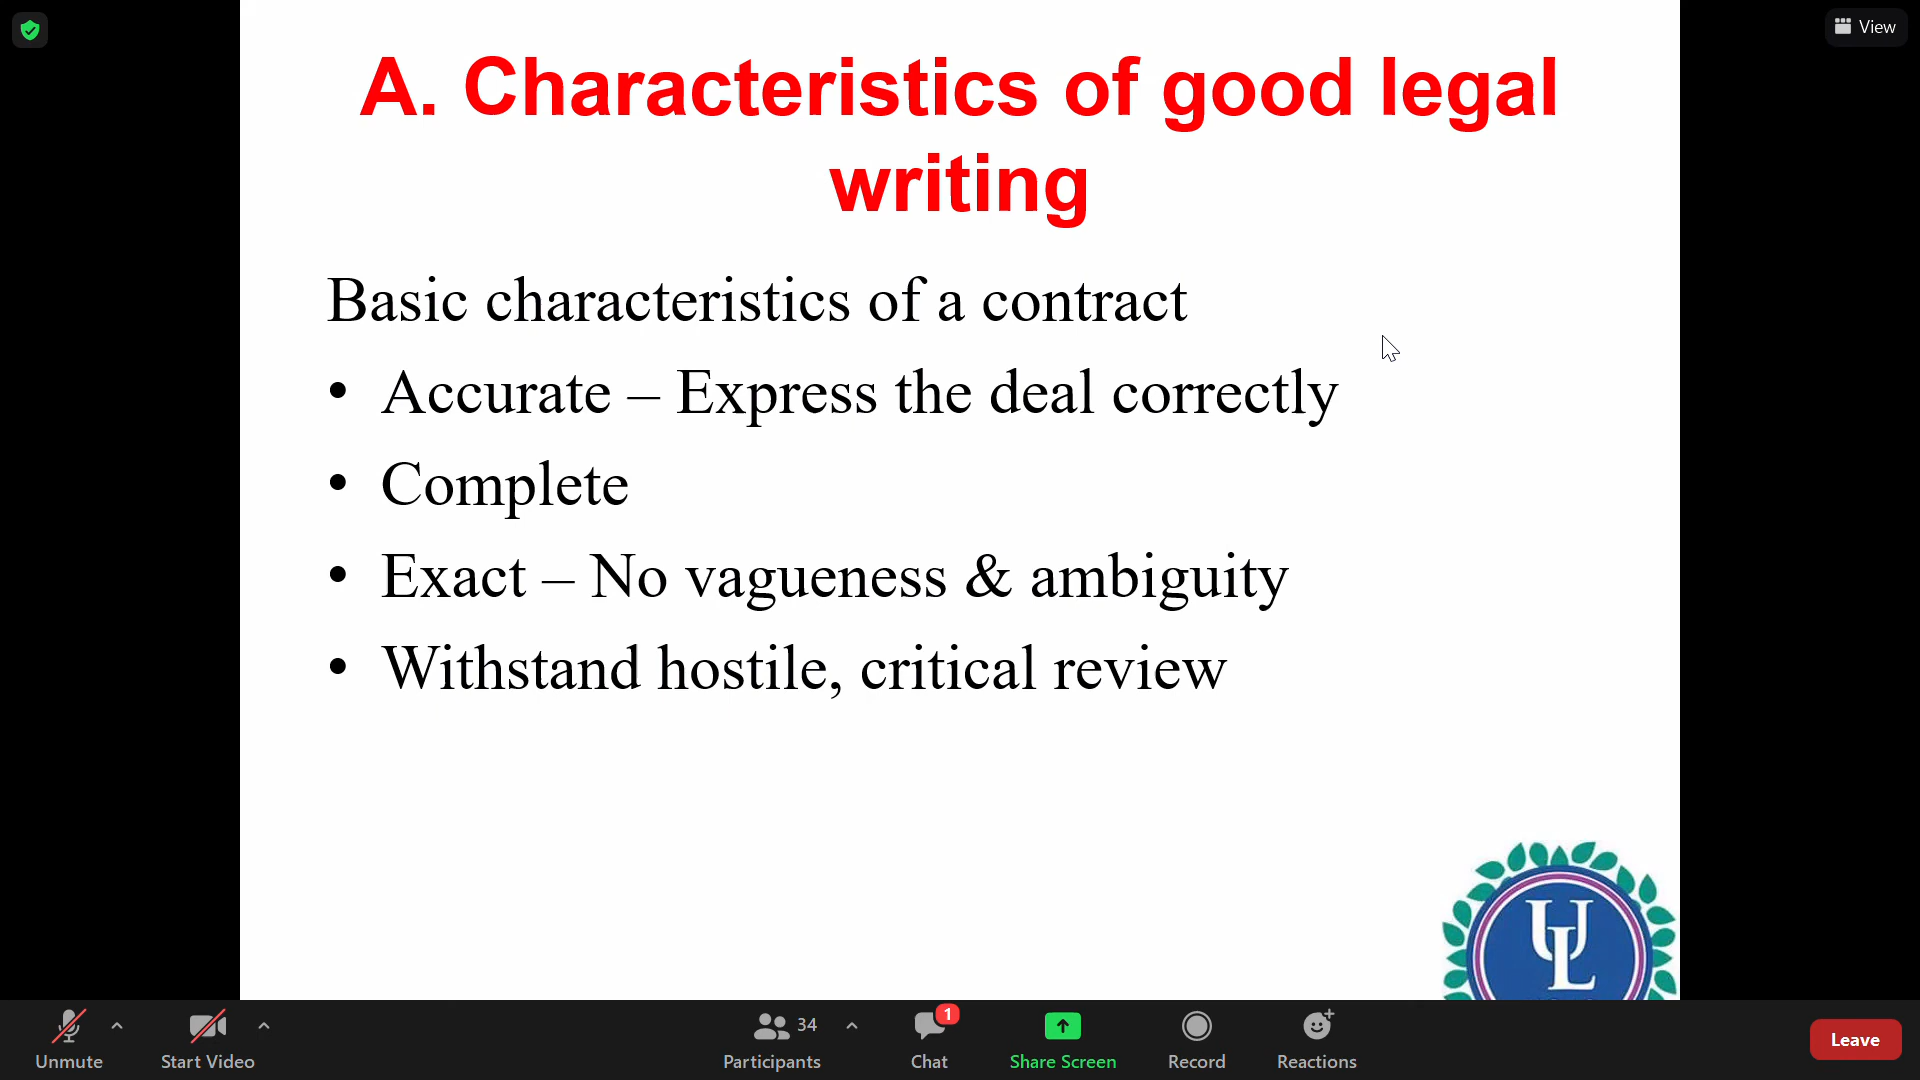 View
A. Characteristics of good legal
writing
Basic characteristics of a contract
• Accurate – Express the deal correctly
• Complete
• Exact – No vagueness & ambiguity
• Withstand hostile, critical review
UL
Unmute
Start Video
34
Participants
1
Chat
Share Screen
Record
Reactions
Leave